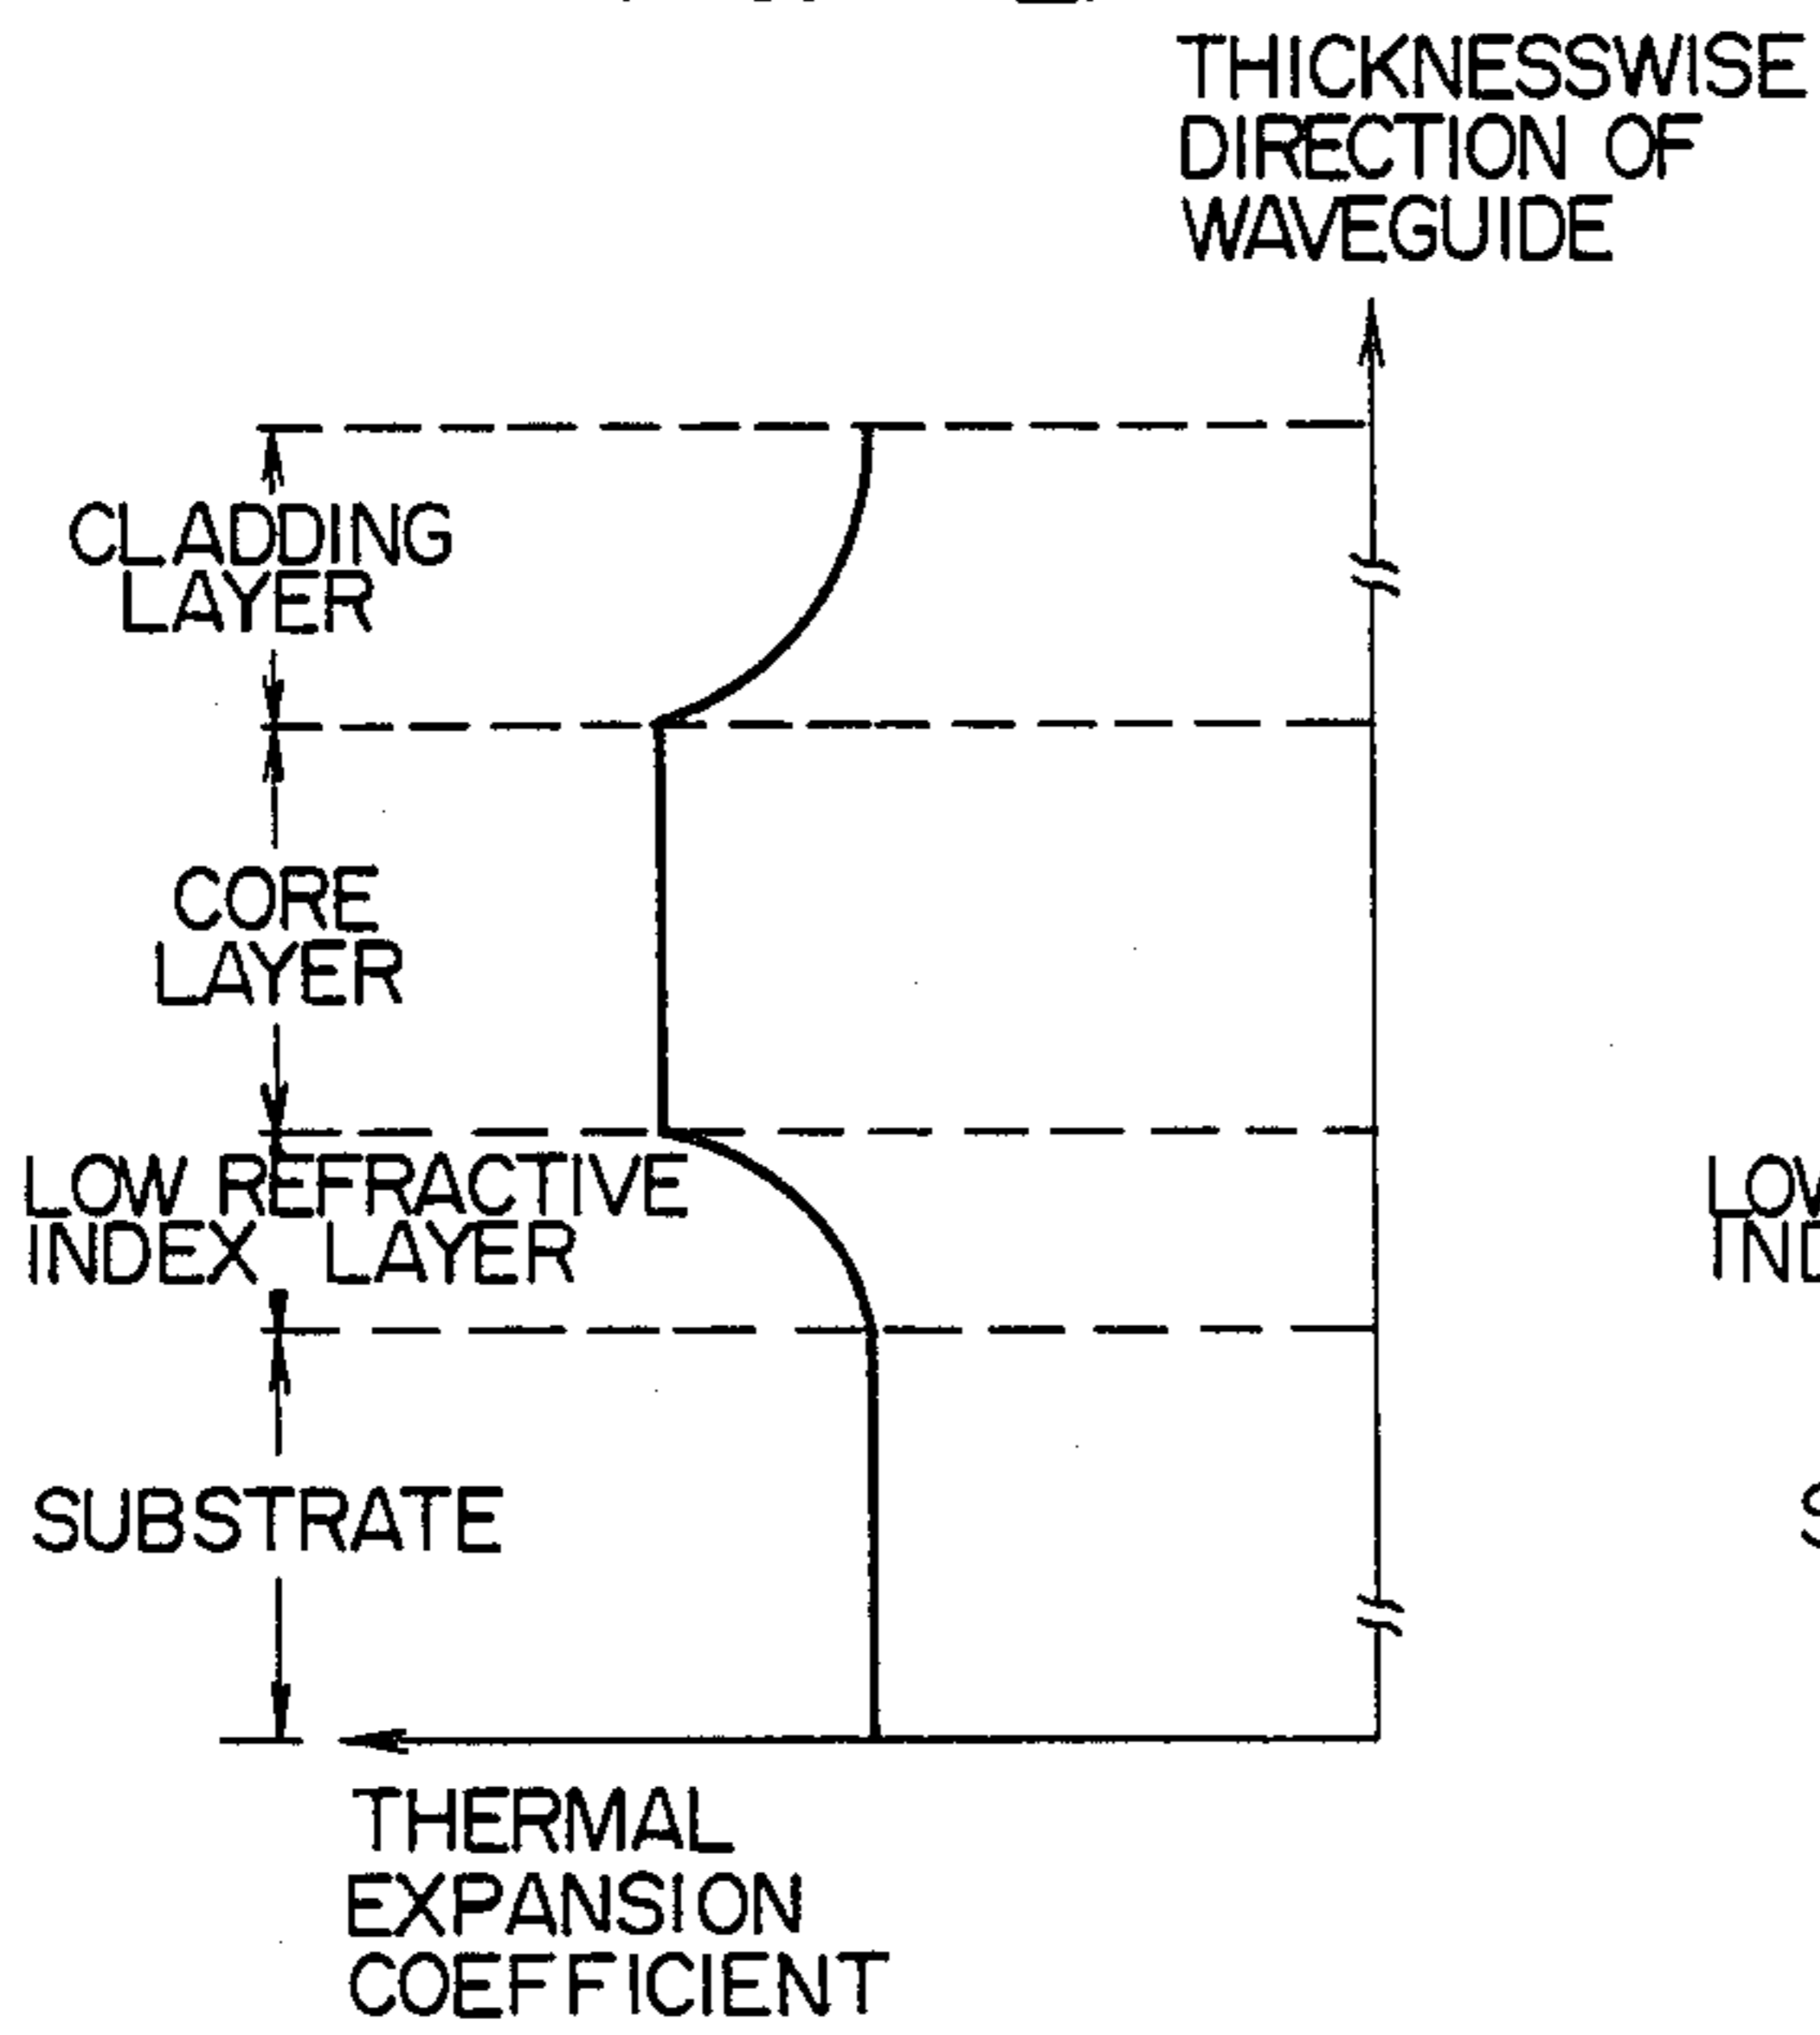 THICKNESSWISE
DIRECTION OF
WAVEGUIDE
CLADDING
LAYER
CORE
LAYER
LOW REFRACTIVE
INDEX LAYER
SUBSTRATE
THERMAL
EXPANSION
COEFFICIENT